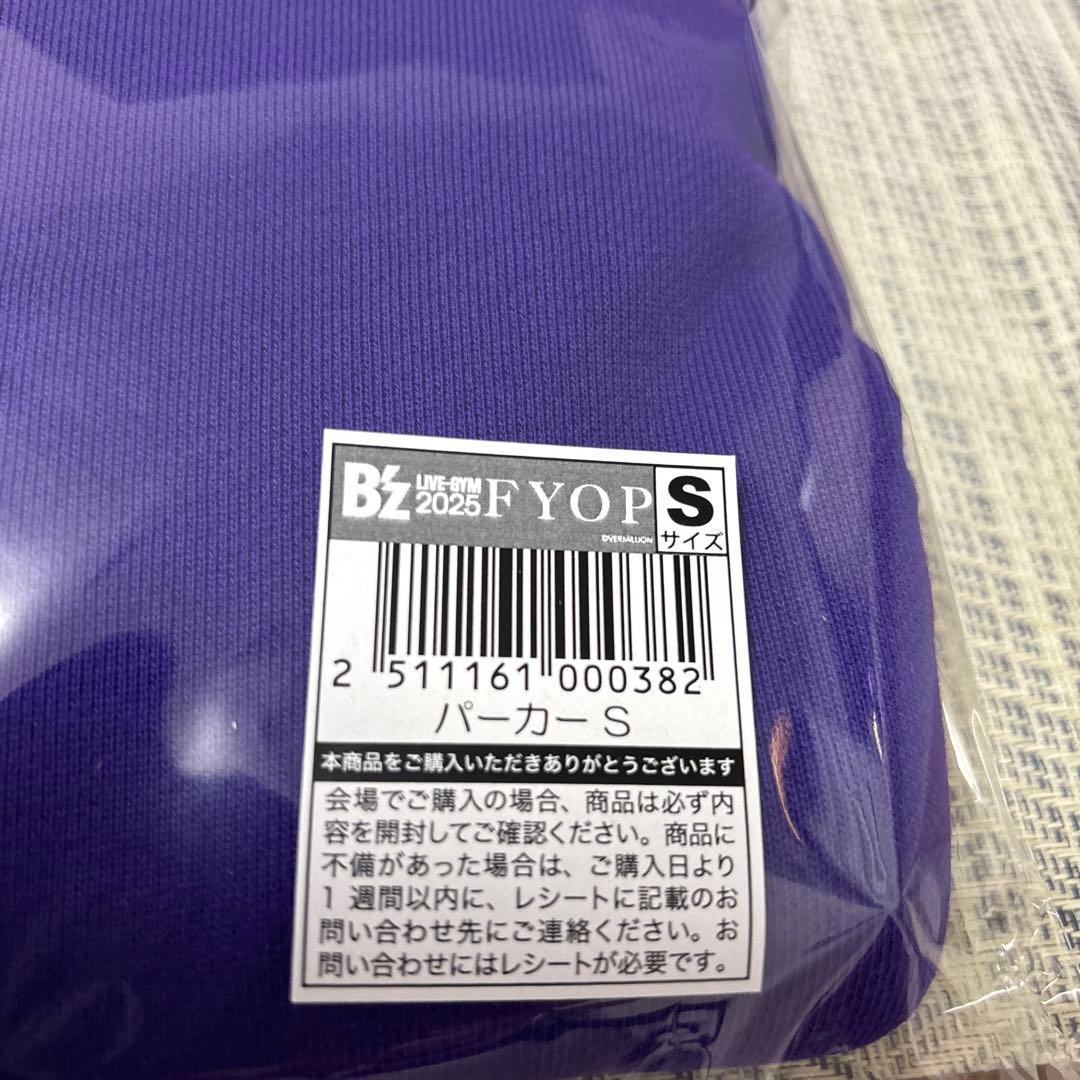 B'z LIVE-GYM 2025 FYOP S
©VERMILLION サイズ
2 511161 000382
パーカー S
本商品をご購入いただきありがとうございます
会場でご購入の場合、商品は必ず内
容を開封してご確認ください。商品に
不備があった場合は、ご購入日より
1 週間以内に、レシートに記載のお
問い合わせ先にご連絡ください。お
問い合わせにはレシートが必要です。